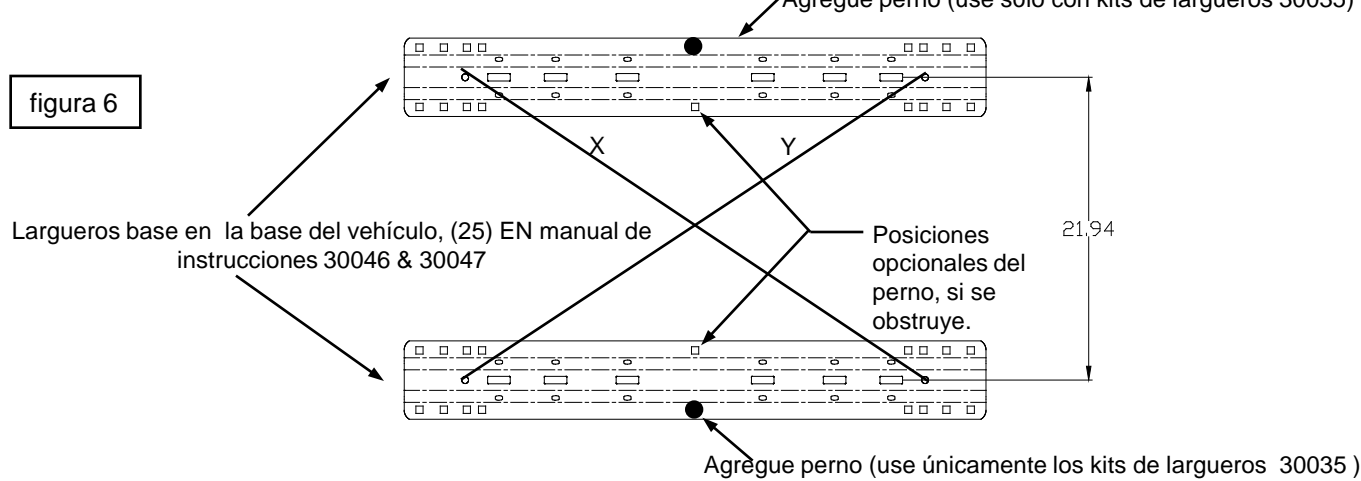 Agregue perno (use sólo con kits de largueros 30035)
figura 6
X
Y
Largueros base en la base del vehículo, (25) EN manual de
instrucciones 30046 & 30047
Posiciones
opcionales del
perno, si se
obstruye.
21.94
Agregue perno (use únicamente los kits de largueros 30035 )